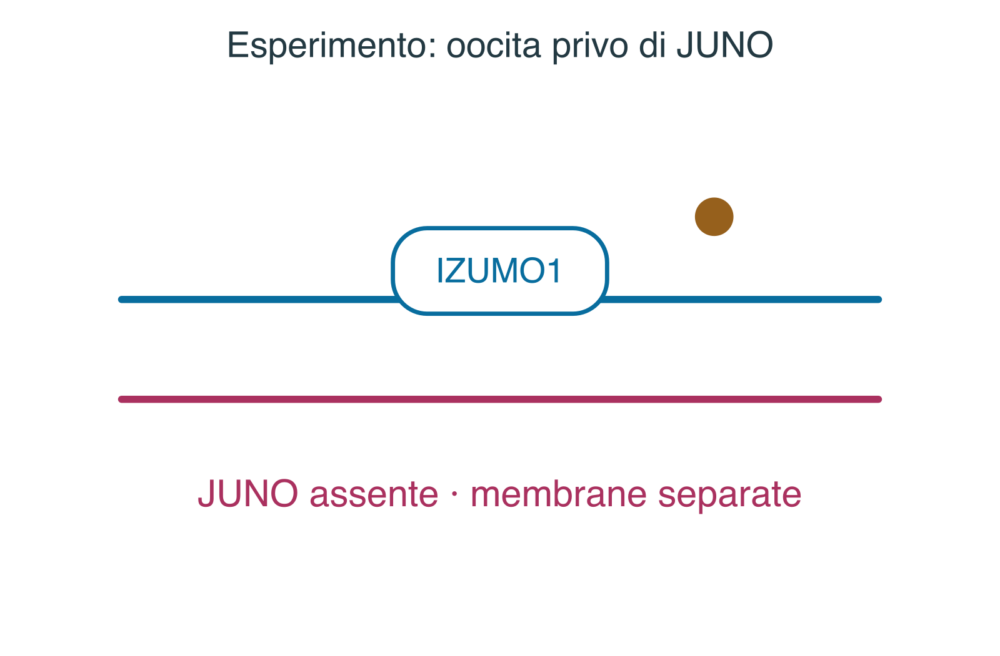 Esperimento: oocita privo di JUNO
IZUMO1
JUNO assente · membrane separate